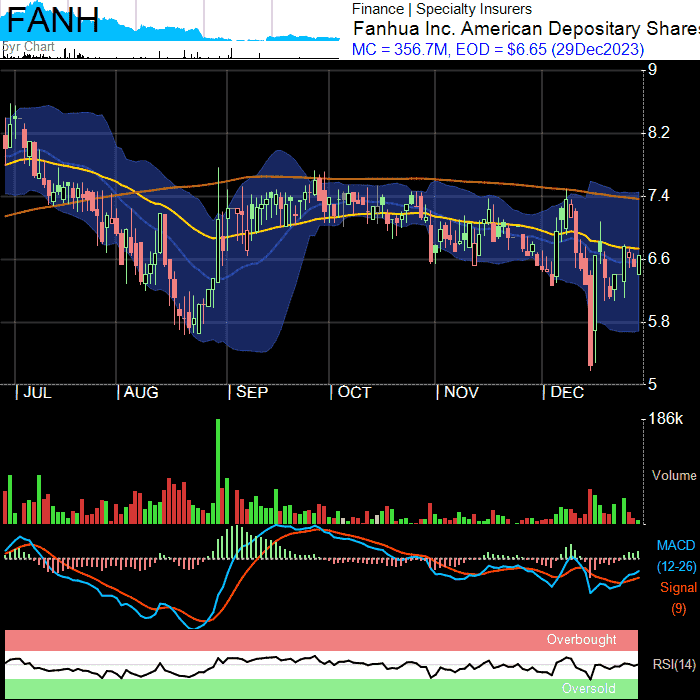 FANH
5yr Chart
Finance | Specialty Insurers
Fanhua Inc. American Depositary Shares
MC = 356.7M, EOD = $6.65 (29Dec2023)
9
8.2
7.4
6.6
5.8
5
| JUL | AUG | SEP | OCT | NOV | DEC
186k
Volume
MACD
(12-26)
Signal
(9)
Overbought
RSI(14)
Oversold